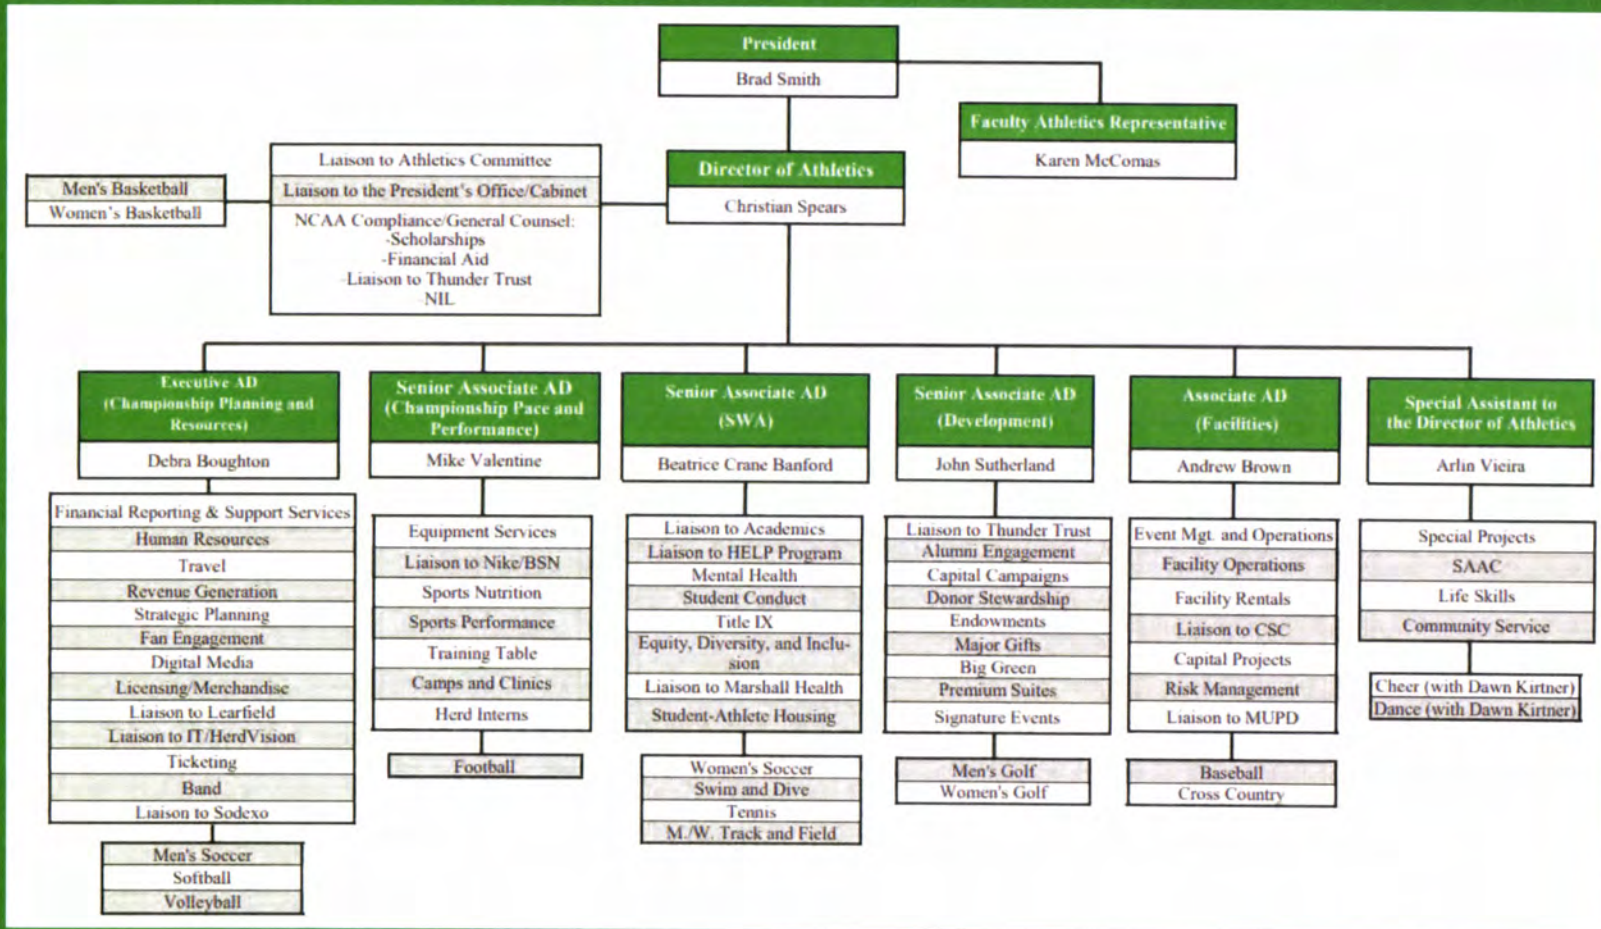 President
Brad Smith
Faculty Athletics Representative
Karen McComas
Director of Athletics
Christian Spears
Liaison to Athletics Committee
Liaison to the President's Office/Cabinet
NCAA Compliance/General Counsel:
-Scholarships
-Financial Aid
-Liaison to Thunder Trust
-NIL
Men's Basketball
Women's Basketball
Executive AD
(Championship Planning and
Resources)
Debra Boughton
Financial Reporting & Support Services
Human Resources
Travel
Revenue Generation
Strategic Planning
Fan Engagement
Digital Media
Licensing/Merchandise
Liaison to Learfield
Liaison to IT/HerdVision
Ticketing
Band
Liaison to Sodexo
Men's Soccer
Softball
Volleyball
Senior Associate AD
(Championship Pace and
Performance)
Mike Valentine
Equipment Services
Liaison to Nike/BSN
Sports Nutrition
Sports Performance
Training Table
Camps and Clinics
Herd Interns
Football
Senior Associate AD
(SWA)
Beatrice Crane Banford
Liaison to Academics
Liaison to HELP Program
Mental Health
Student Conduct
Title IX
Equity, Diversity, and Inclu-
sion
Liaison to Marshall Health
Student-Athlete Housing
Women's Soccer
Swim and Dive
Tennis
M./W. Track and Field
Senior Associate AD
(Development)
John Sutherland
Liaison to Thunder Trust
Alumni Engagement
Capital Campaigns
Donor Stewardship
Endowments
Major Gifts
Big Green
Premium Suites
Signature Events
Men's Golf
Women's Golf
Associate AD
(Facilities)
Andrew Brown
Event Mgt. and Operations
Facility Operations
Facility Rentals
Liaison to CSC
Capital Projects
Risk Management
Liaison to MUPD
Baseball
Cross Country
Special Assistant to
the Director of Athletics
Arlin Vieira
Special Projects
SAAC
Life Skills
Community Service
Cheer (with Dawn Kirtner)
Dance (with Dawn Kirtner)